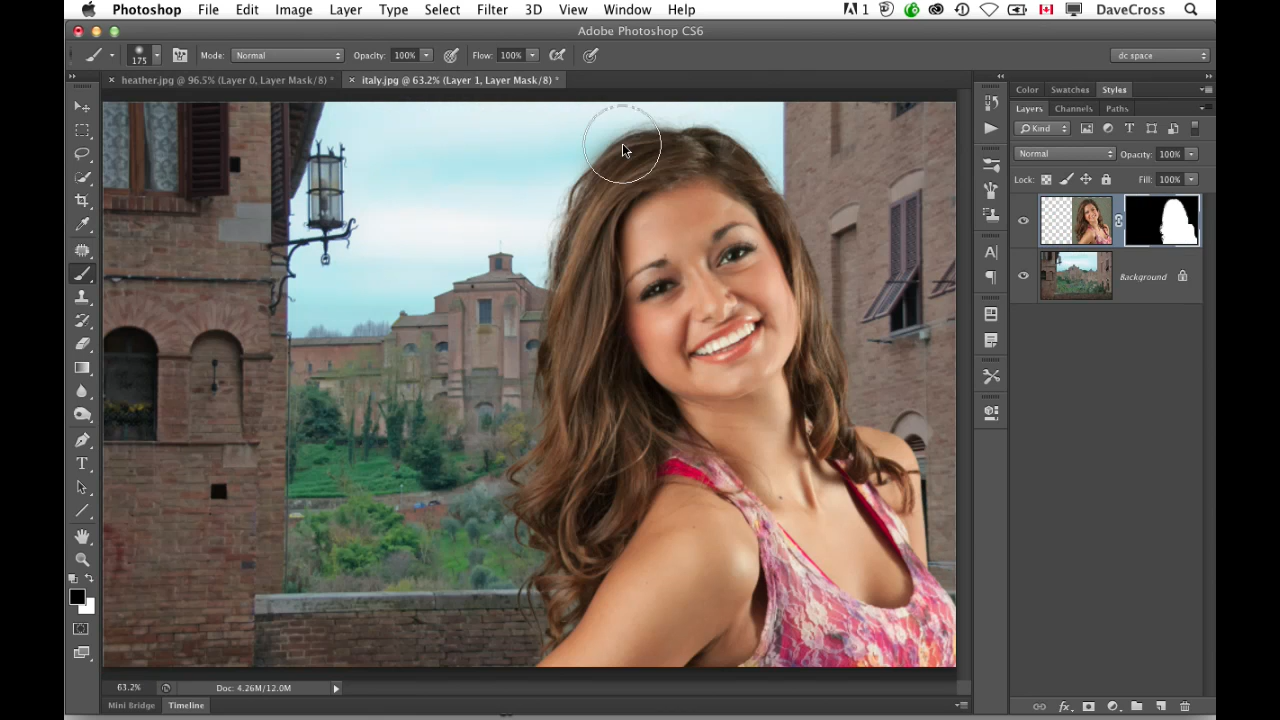 Photoshop File Edit Image Layer Type Select Filter 3D View Window Help 1 DaveCross
Adobe Photoshop CS6
175 Mode: Normal Opacity: 100% Flow: 100% dc space
× heather.jpg @ 96.5% (Layer 0, Layer Mask/8) * × italy.jpg @ 63.2% (Layer 1, Layer Mask/8) *
Color Swatches Styles
Layers Channels Paths
Kind
Normal Opacity: 100%
Lock: Fill: 100%
Background
63.2% Doc: 4.26M/12.0M
Mini Bridge Timeline